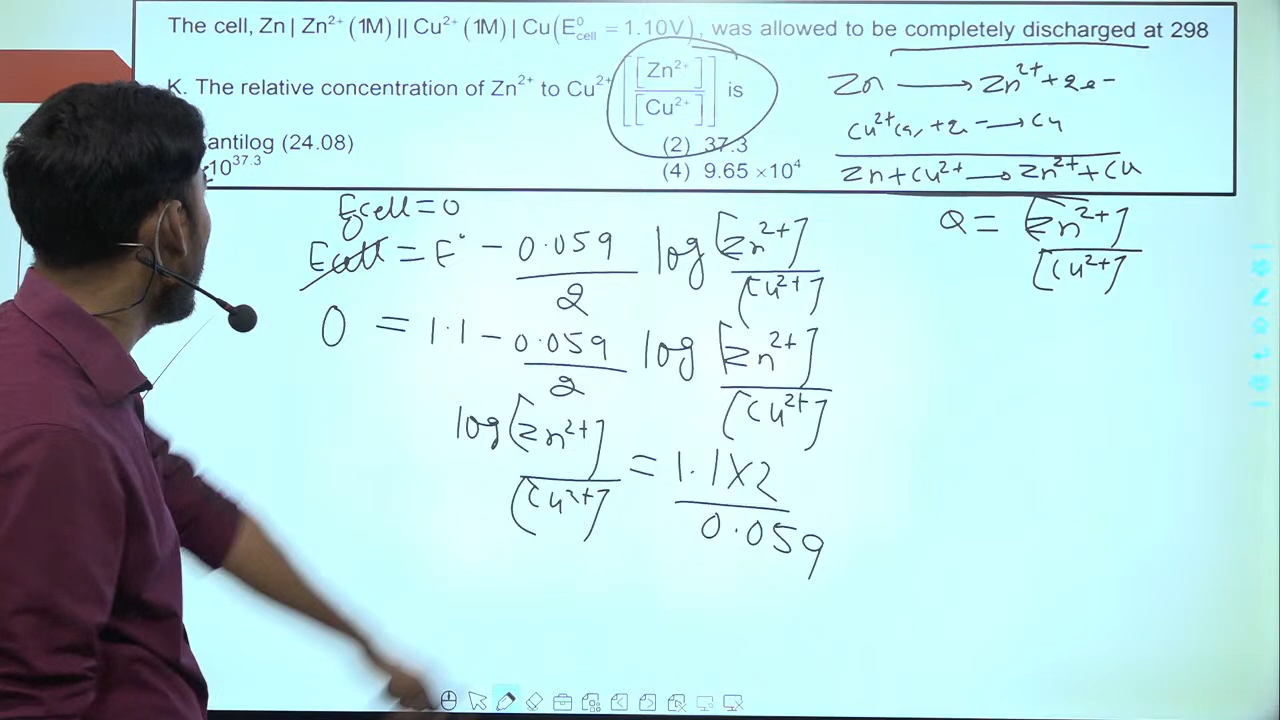 The cell, Zn | Zn²⁺ (1M) || Cu²⁺ (1M) | Cu(E⁰cell = 1.10V), was allowed to be completely discharged at 298
K. The relative concentration of Zn²⁺ to Cu²⁺ [[Zn²⁺]/[Cu²⁺]] is
antilog (24.08)
(2) 37.3
10^37.3
(4) 9.65 ×10⁴
Zn ⟶ Zn²⁺ + 2e-
Cu²⁺(a, + 2 ⟶ Cu
Zn + Cu²⁺ ⟶ Zn²⁺ + Cu
Q = [Zn²⁺]/[Cu²⁺]
Ecell = 0
Ecell = E° - 0.059/2 log [Zn²⁺]/[Cu²⁺]
0 = 1.1 - 0.059/2 log [Zn²⁺]/[Cu²⁺]
log [Zn²⁺]/[Cu²⁺] = 1.1×2/0.059